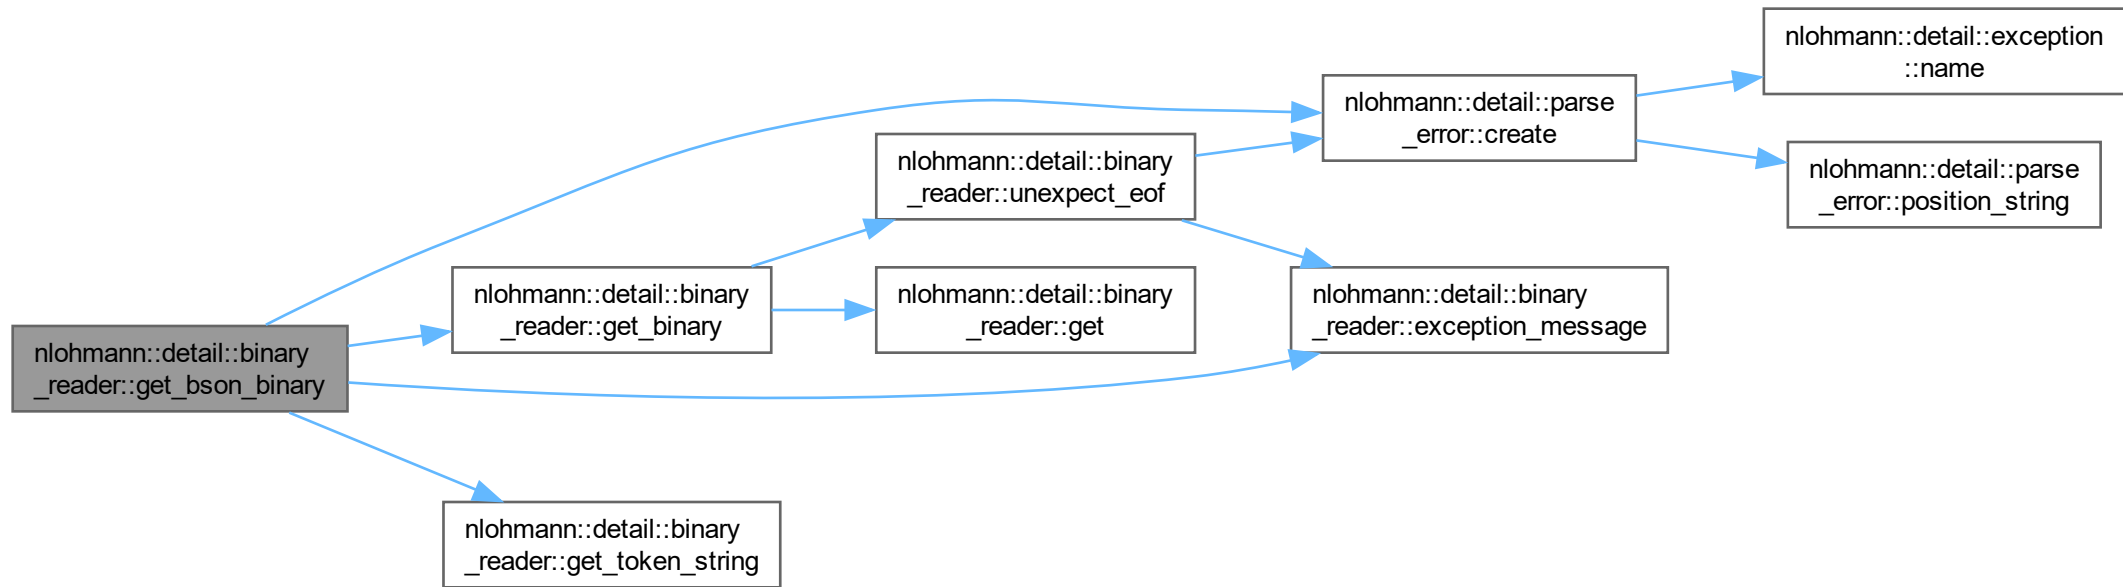 nlohmann::detail::binary
_reader::get_bson_binary
nlohmann::detail::binary
_reader::get_binary
nlohmann::detail::binary
_reader::get_token_string
nlohmann::detail::binary
_reader::unexpect_eof
nlohmann::detail::binary
_reader::get
nlohmann::detail::parse
_error::create
nlohmann::detail::binary
_reader::exception_message
nlohmann::detail::exception
::name
nlohmann::detail::parse
_error::position_string